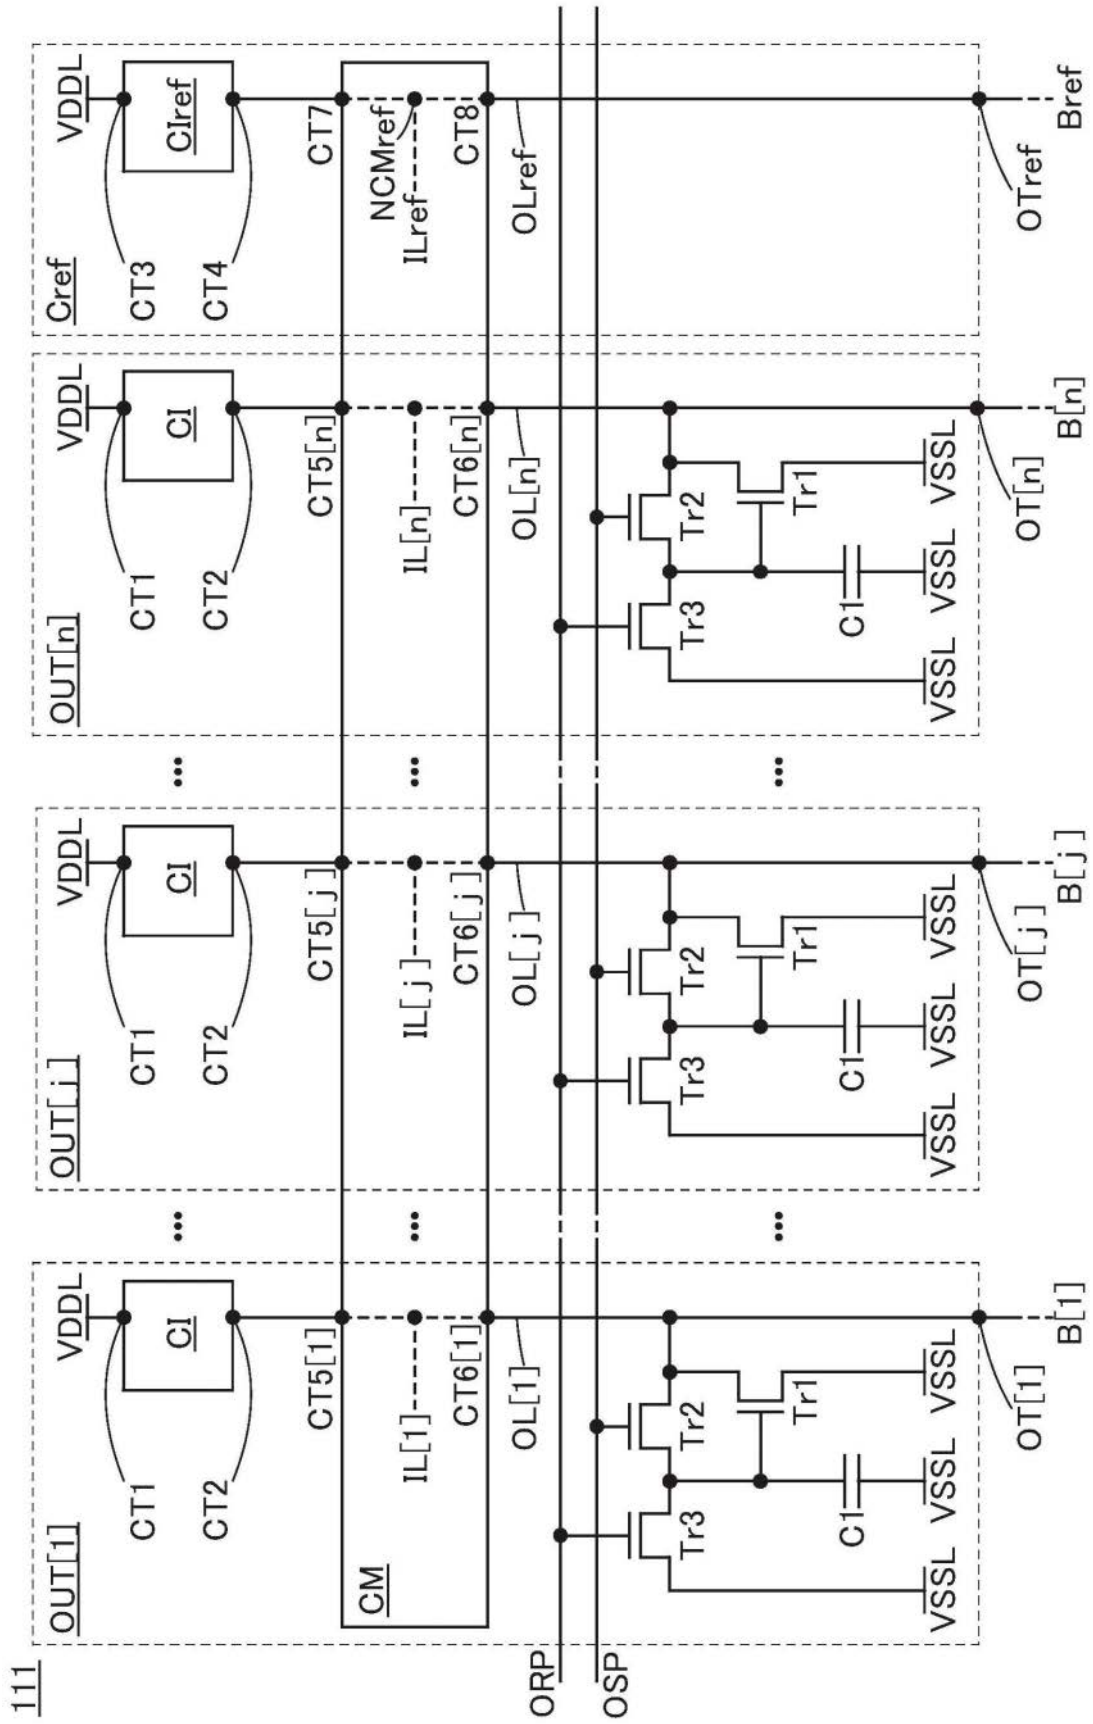 111
OUT[1]
VDDL
CI
CT1
CT2
CT5[1]
CM
IL[1]
CT6[1]
OL[1]
ORP
OSP
Tr3
Tr2
Tr1
C1
VSSL
VSSL
VSSL
OT[1]
B[1]
...
...
...
OUT[j]
VDDL
CI
CT1
CT2
CT5[j]
IL[j]
CT6[j]
OL[j]
Tr3
Tr2
Tr1
C1
VSSL
VSSL
VSSL
OT[j]
B[j]
...
...
...
OUT[n]
VDDL
CI
CT1
CT2
CT5[n]
IL[n]
CT6[n]
OL[n]
Tr3
Tr2
Tr1
C1
VSSL
VSSL
VSSL
OT[n]
B[n]
Cref
VDDL
CIref
CT3
CT4
CT7
NCMref
ILref
CT8
OLref
OTref
Bref